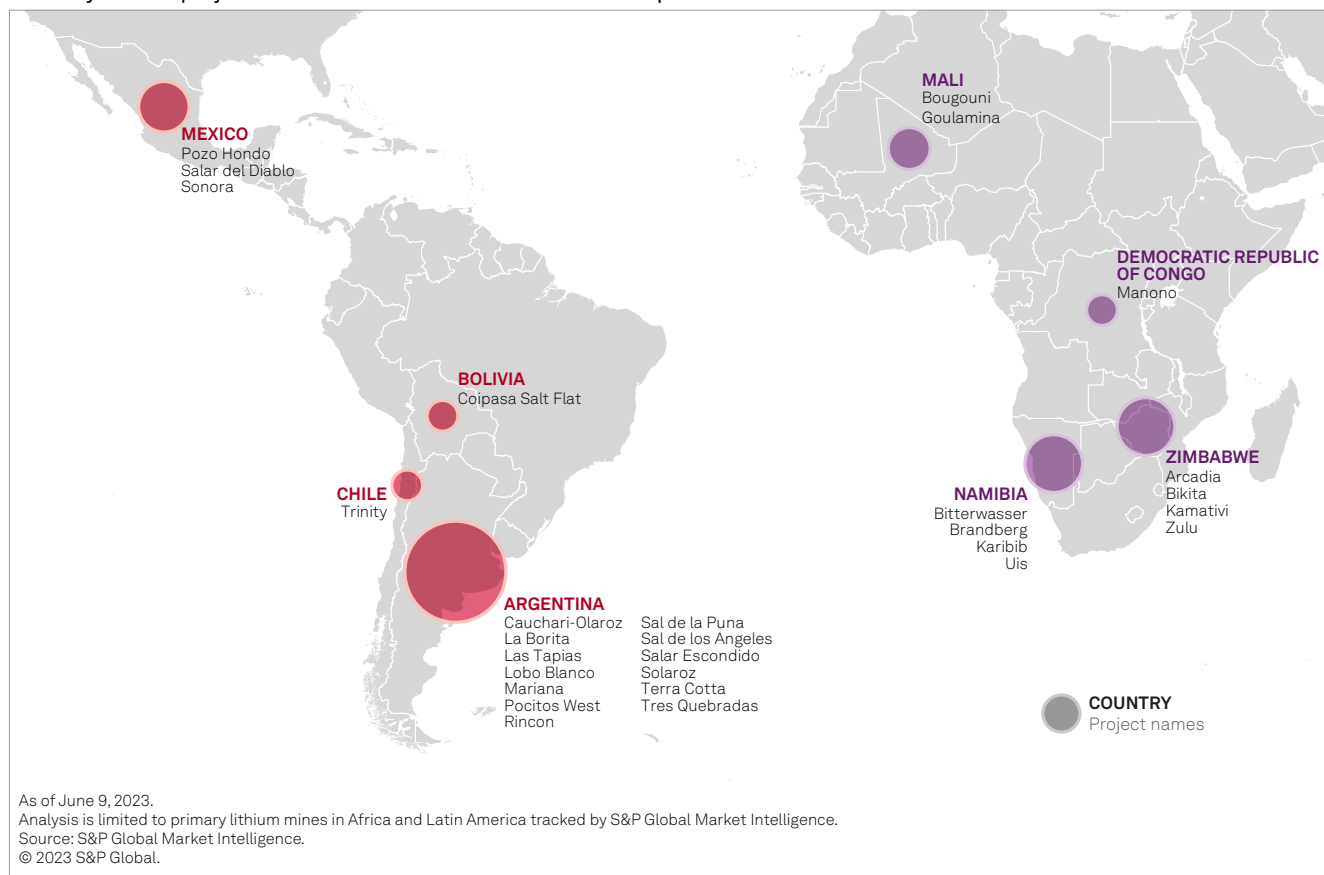 MEXICO
Pozo Hondo
Salar del Diablo
Sonora
MALI
Bougouni
Goulamina
DEMOCRATIC REPUBLIC
OF CONGO
Manono
BOLIVIA
Coipasa Salt Flat
CHILE
Trinity
ZIMBABWE
Arcadia
Bikita
Kamativi
Zulu
NAMIBIA
Bitterwasser
Brandberg
Karibib
Uis
ARGENTINA
Cauchari-Olaroz
La Borita
Las Tapias
Lobo Blanco
Mariana
Pocitos West
Rincon
Sal de la Puna
Sal de los Angeles
Salar Escondido
Solaroz
Terra Cotta
Tres Quebradas
COUNTRY
Project names
As of June 9, 2023.
Analysis is limited to primary lithium mines in Africa and Latin America tracked by S&P Global Market Intelligence.
Source: S&P Global Market Intelligence.
© 2023 S&P Global.